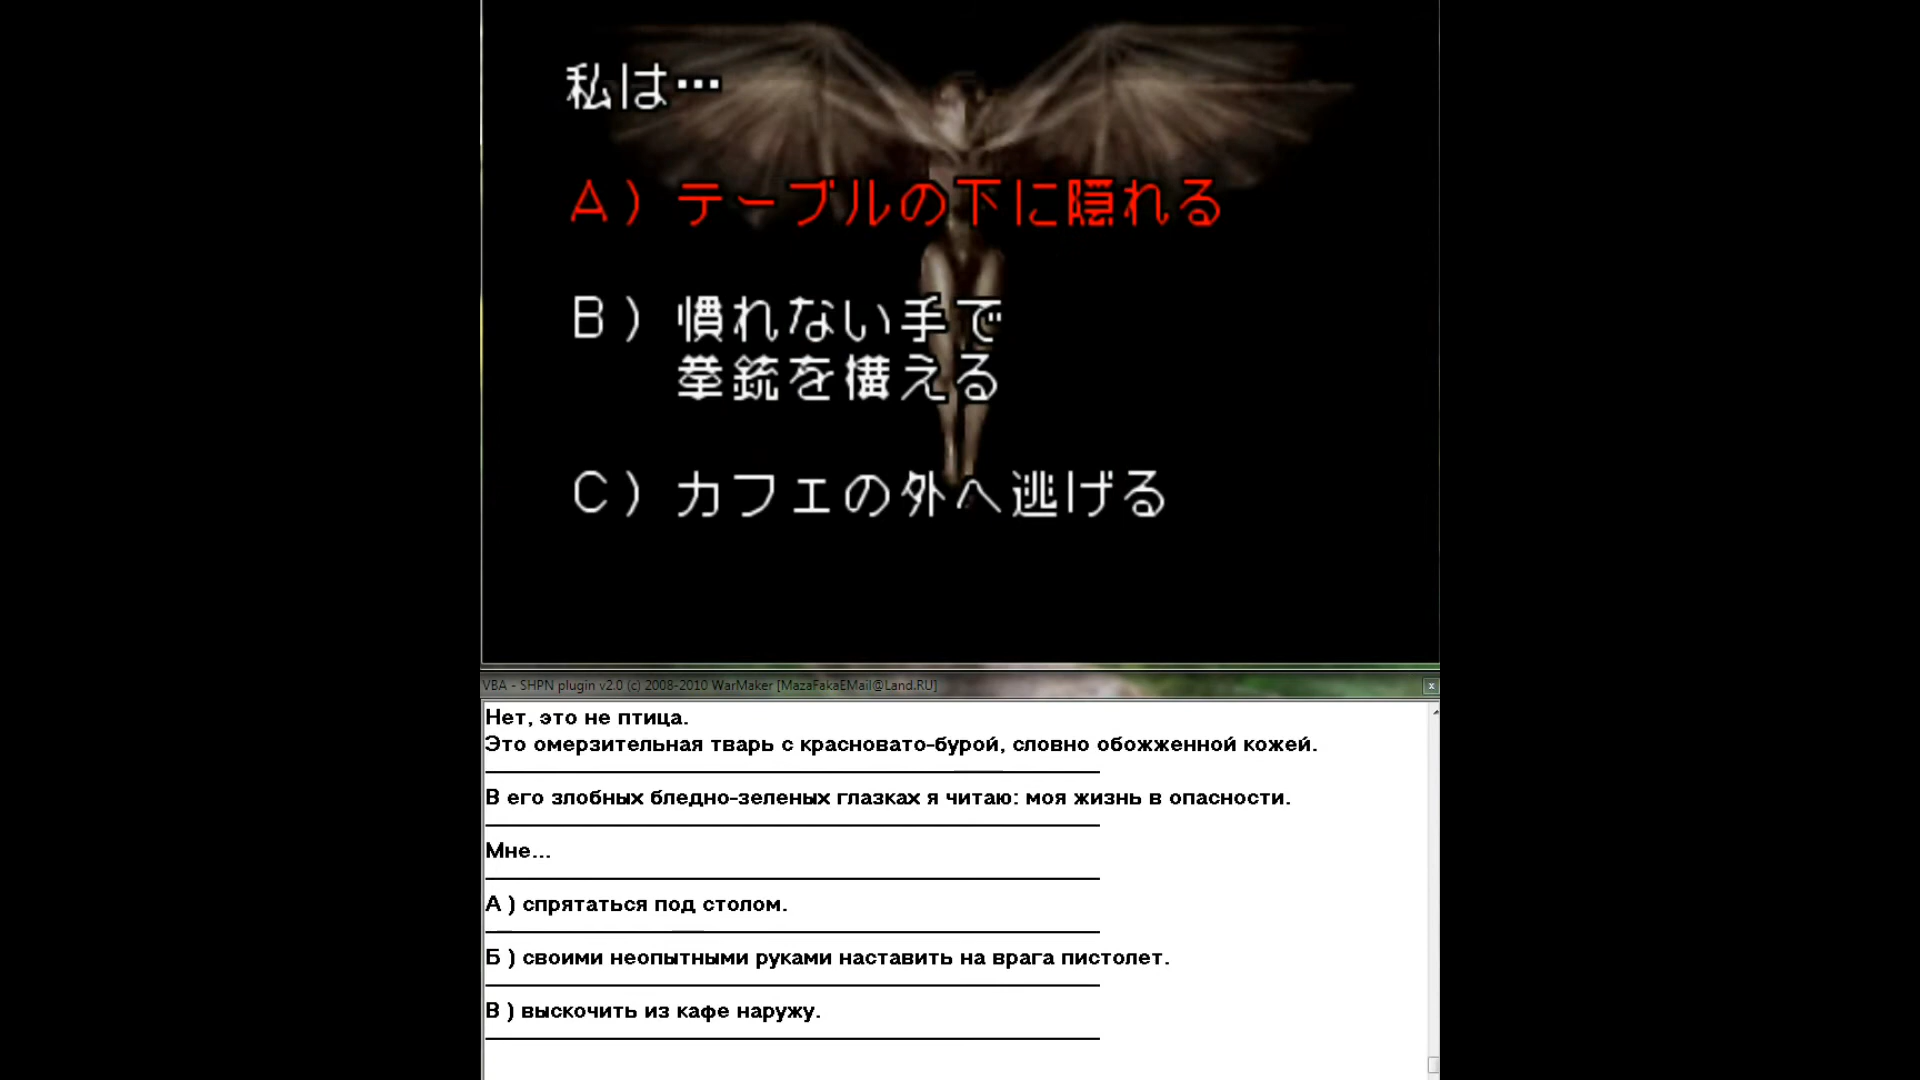 私は…
A) テーブルの下に隠れる
B) 慣れない手で
拳銃を構える
C) カフェの外へ逃げる
VBA - SHPN plugin v2.0 (c) 2008-2010 WarMaker [MazaFakaEMail@Land.RU]
x
Нет, это не птица.
Это омерзительная тварь с красновато-бурой, словно обожженной кожей.
В его злобных бледно-зеленых глазках я читаю: моя жизнь в опасности.
Мне...
А ) спрятаться под столом.
Б ) своими неопытными руками наставить на врага пистолет.
В ) выскочить из кафе наружу.